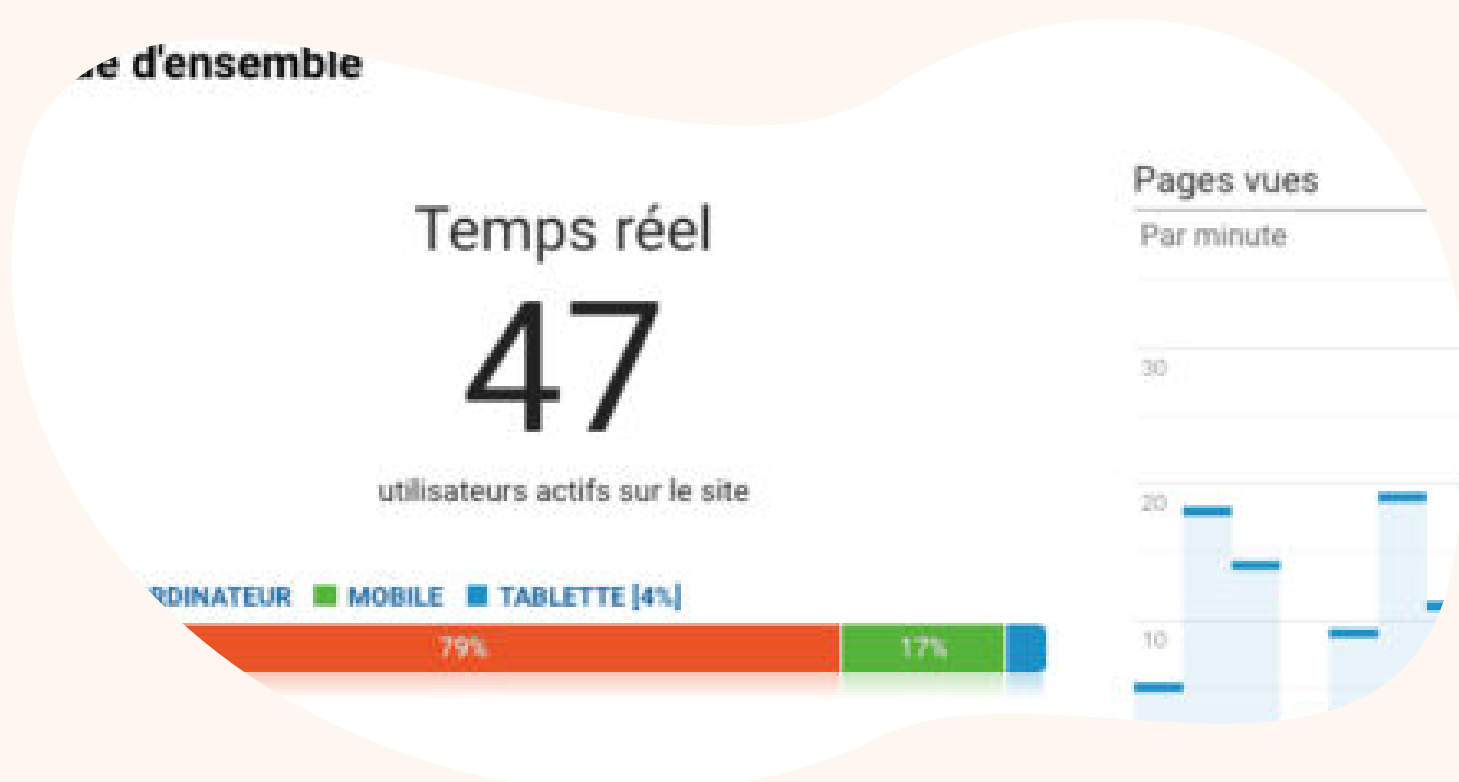 d'ensemble
Temps réel
47
utilisateurs actifs sur le site
MOBILE TABLETTE [4%]
79% 17%
Pages vues
Par minute
30
20
10